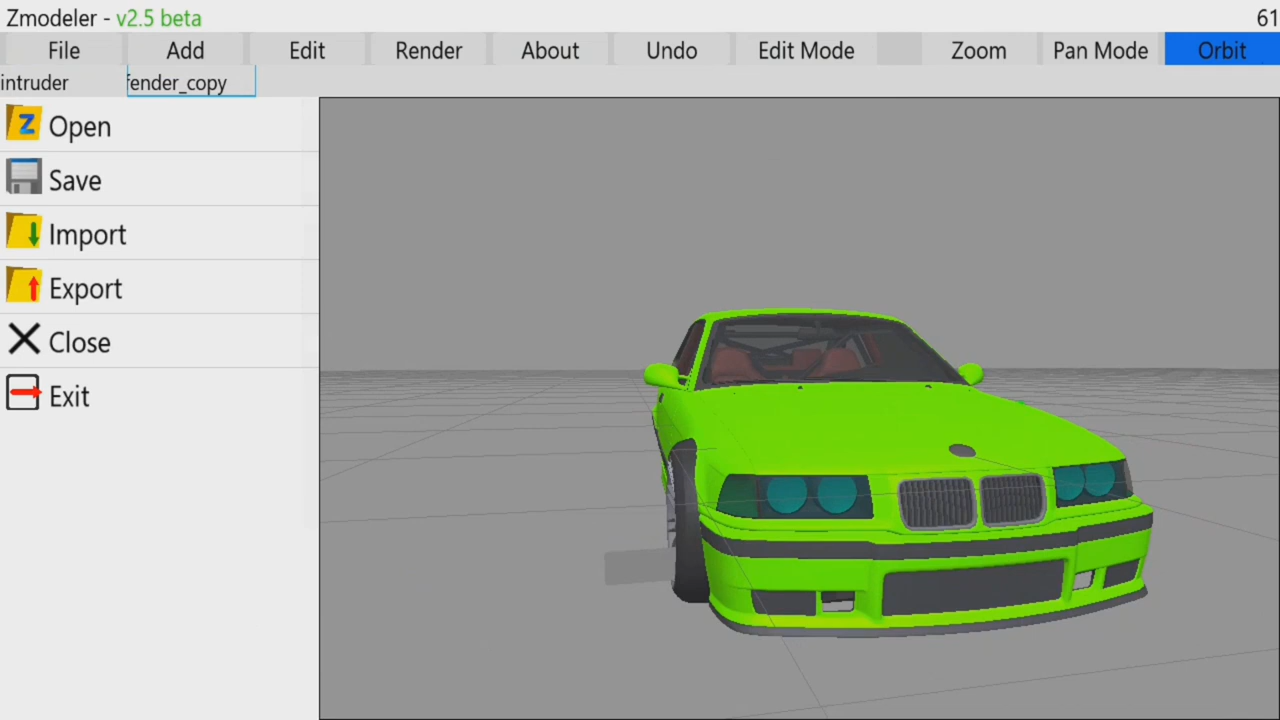 Zmodeler - v2.5 beta 61
File Add Edit Render About Undo Edit Mode Zoom Pan Mode Orbit
intruder fender_copy
Open
Save
Import
Export
Close
Exit